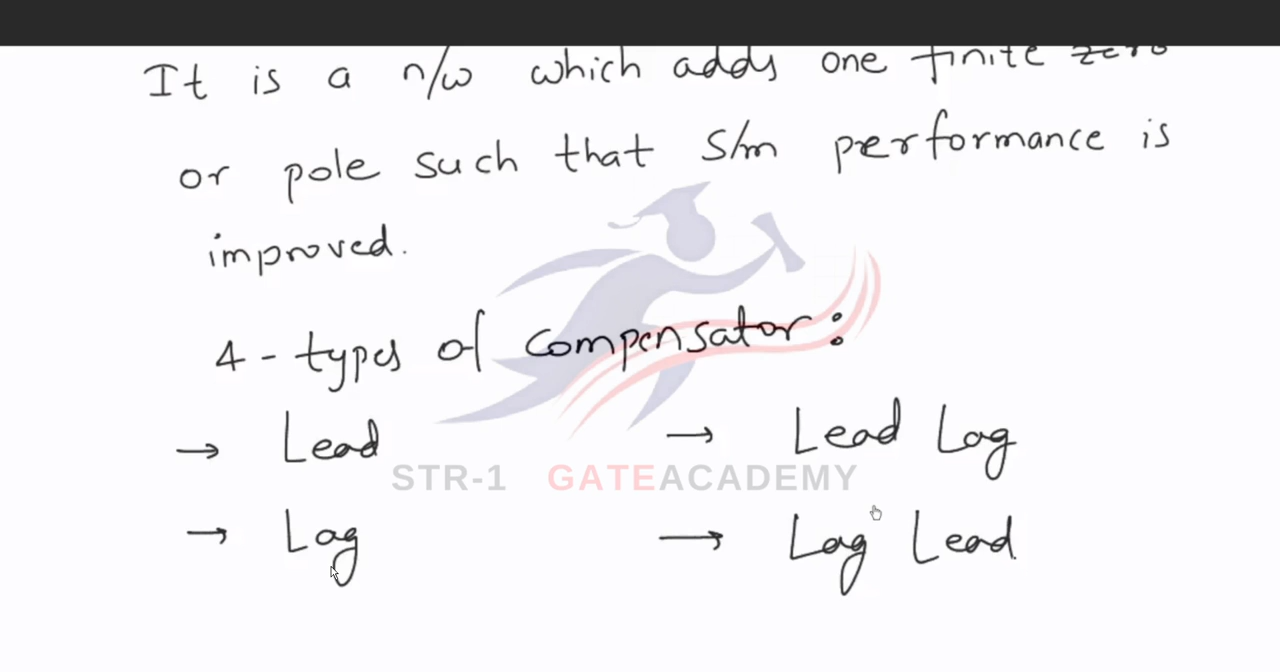 It is a n/w which adds one finite zero
or pole such that S/m performance is
improved.
4 - types of compensator :
→ Lead → Lead Lag
STR-1 GATEACADEMY
→ Lag → Lag Lead